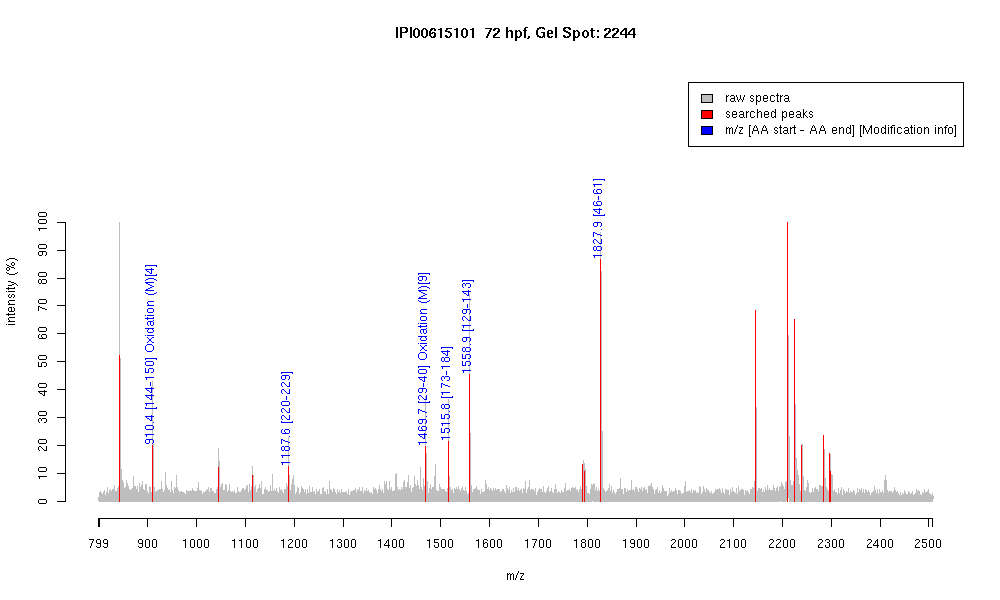 IPI00615101 72 hpf, Gel Spot: 2244
raw spectra
searched peaks
m/z [AA start - AA end] [Modification info]
intensity (%)
100
90
80
70
60
50
40
30
20
10
0
910.4 [144-150] Oxidation (M)[4]
1187.6 [220-229]
1469.7 [29-40] Oxidation (M)[9]
1515.8 [173-184]
1558.9 [129-143]
1827.9 [46-61]
799 900 1000 1100 1200 1300 1400 1500 1600 1700 1800 1900 2000 2100 2200 2300 2400 2500
m/z